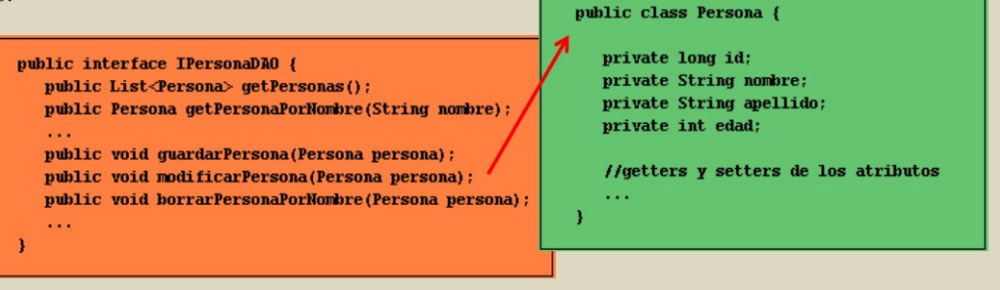 public interface IPersonaDAO {
public List<Persona> getPersonas();
public Persona getPersonaPorNombre(String nombre);
...
public void guardarPersona(Persona persona);
public void modificarPersona(Persona persona);
public void borrarPersonaPorNombre(Persona persona);
...
}
public class Persona {
private long id;
private String nombre;
private String apellido;
private int edad;
//getters y setters de los atributos
...
}